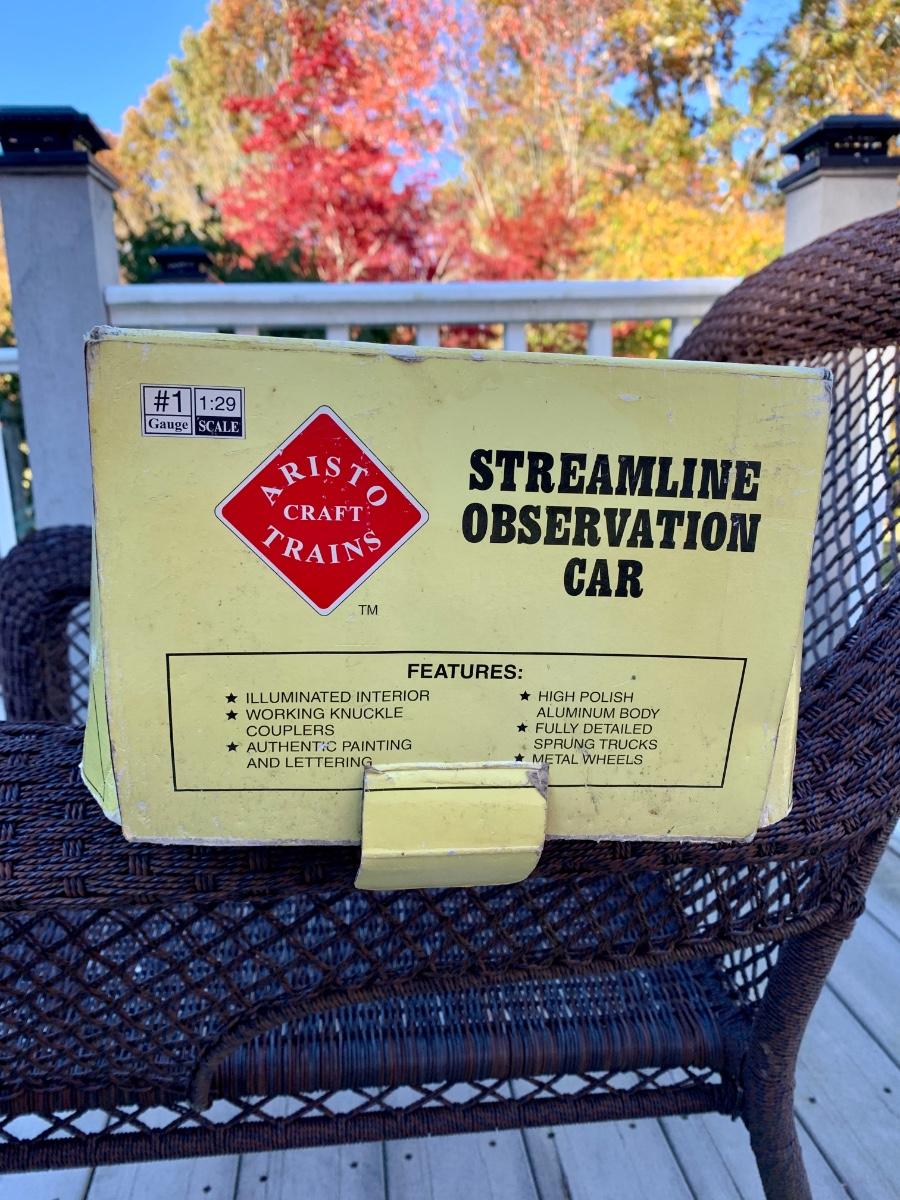 #1 1:29
Gauge SCALE
ARISTO
CRAFT
TRAINS
TM
STREAMLINE
OBSERVATION
CAR
FEATURES:
★ ILLUMINATED INTERIOR
★ WORKING KNUCKLE
COUPLERS
★ AUTHENTIC PAINTING
AND LETTERING
★ HIGH POLISH
ALUMINUM BODY
★ FULLY DETAILED
SPRUNG TRUCKS
★ METAL WHEELS